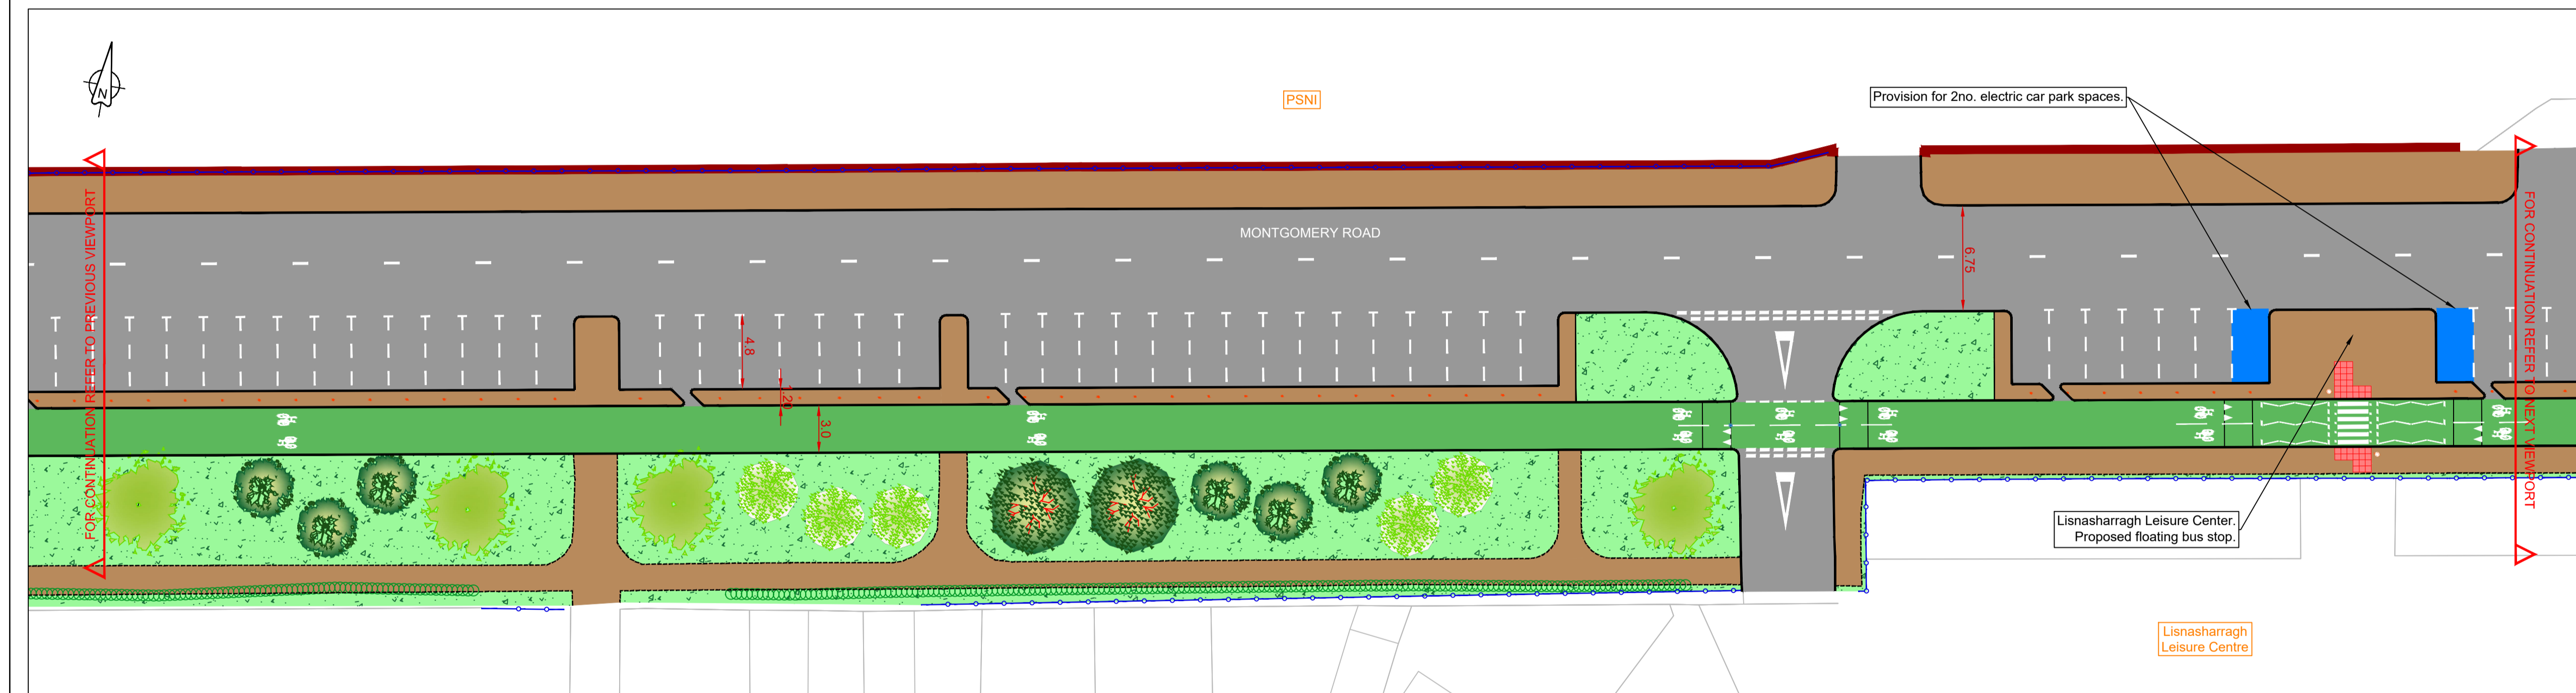 N
PSNI
Provision for 2no. electric car park spaces.
FOR CONTINUATION REFER TO PREVIOUS VIEWPORT
MONTGOMERY ROAD
6.75
4.8
1.20
3.0
FOR CONTINUATION REFER TO NEXT VIEWPORT
Lisnasharragh Leisure Center.
Proposed floating bus stop.
Lisnasharragh
Leisure Centre